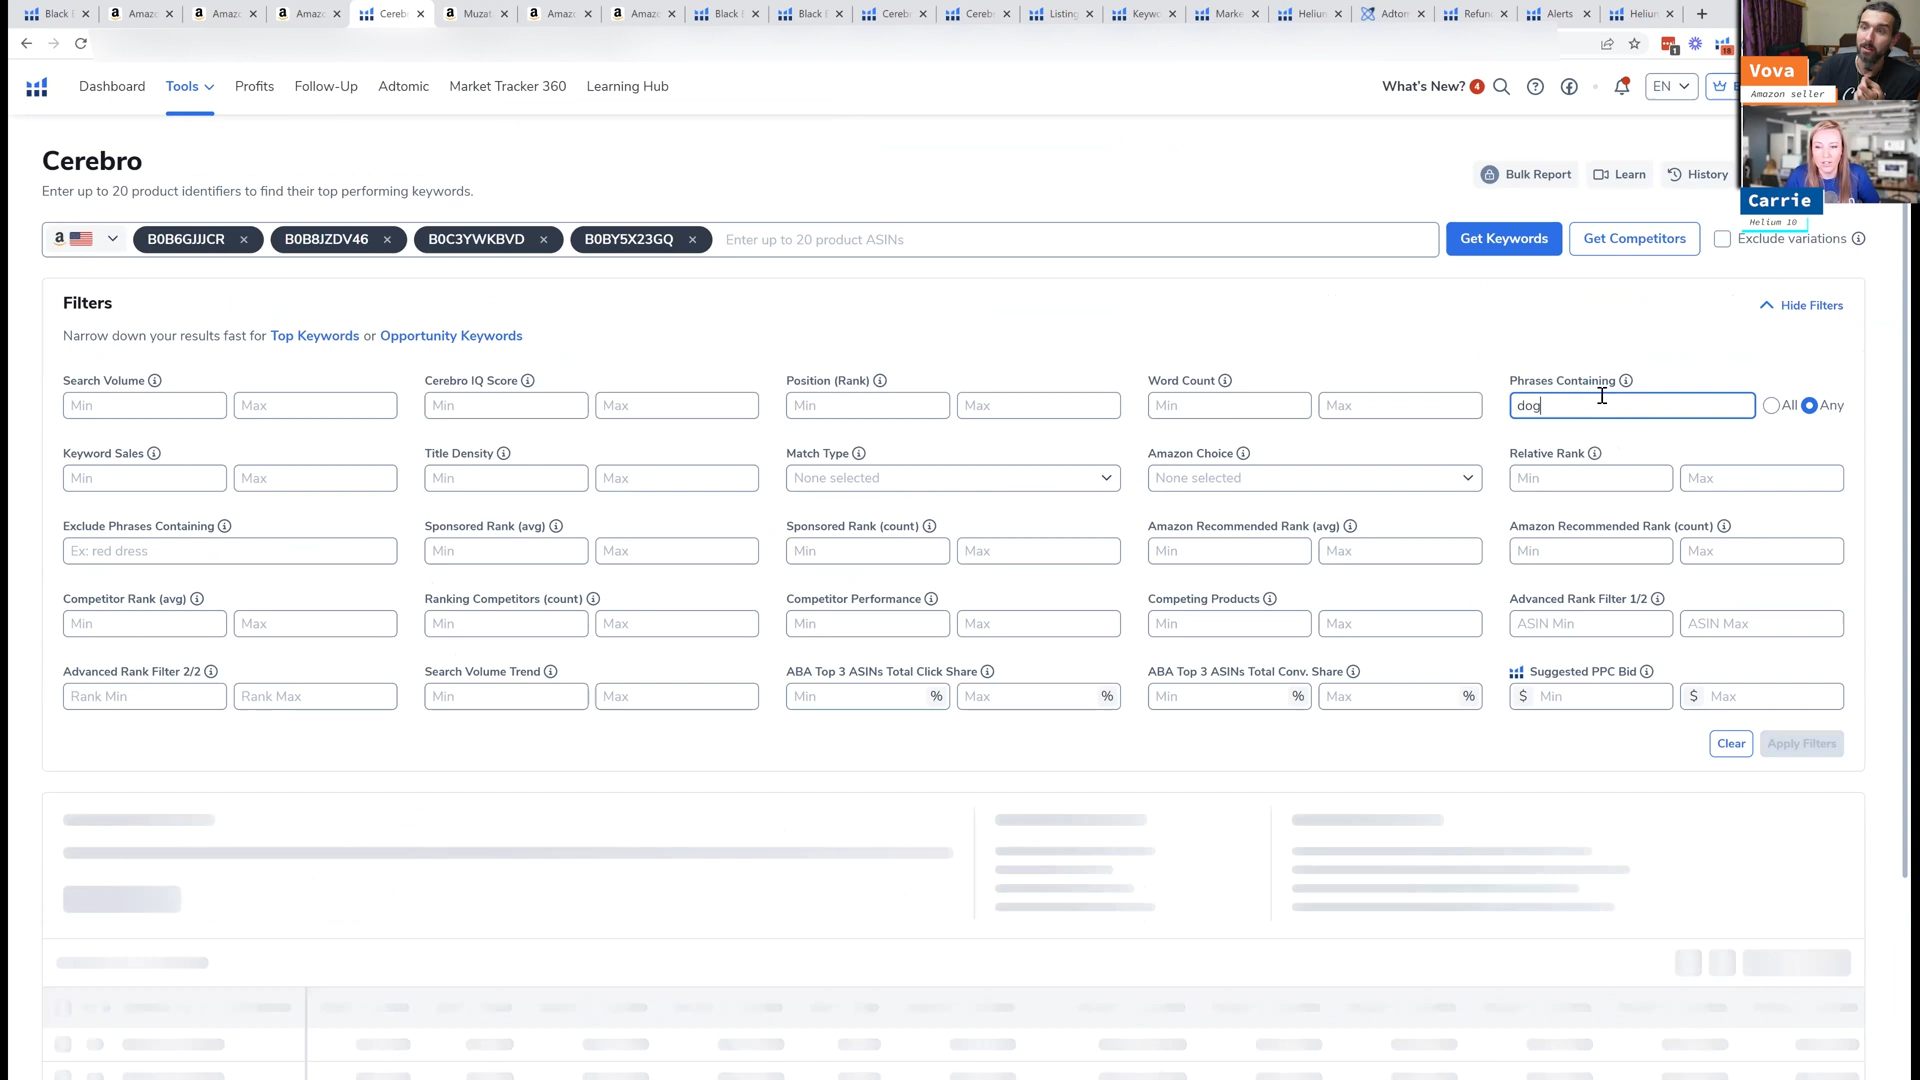 Black E
Amaz
Amaz
Amaz
Cereb
Muzat
Amaz
Amaz
Black E
Black E
Cereb
Cereb
Listing
Keywo
Marke
Helium
Adtom
Refun
Alerts
Helium
Dashboard
Tools
Profits
Follow-Up
Adtomic
Market Tracker 360
Learning Hub
What's New? 4
EN
1
18
Vova
Amazon seller
Carrie
Helium 10
Cerebro
Enter up to 20 product identifiers to find their top performing keywords.
Bulk Report
Learn
History
a
B0B6GJJJCR
B0B8JZDV46
B0C3YWKBVD
B0BY5X23GQ
Enter up to 20 product ASINs
Get Keywords
Get Competitors
Exclude variations
Filters
Hide Filters
Narrow down your results fast for Top Keywords or Opportunity Keywords
Search Volume
Min
Max
Cerebro IQ Score
Min
Max
Position (Rank)
Min
Max
Word Count
Min
Max
Phrases Containing
dog
All
Any
Keyword Sales
Min
Max
Title Density
Min
Max
Match Type
None selected
Amazon Choice
None selected
Relative Rank
Min
Max
Exclude Phrases Containing
Ex: red dress
Sponsored Rank (avg)
Min
Max
Sponsored Rank (count)
Min
Max
Amazon Recommended Rank (avg)
Min
Max
Amazon Recommended Rank (count)
Min
Max
Competitor Rank (avg)
Min
Max
Ranking Competitors (count)
Min
Max
Competitor Performance
Min
Max
Competing Products
Min
Max
Advanced Rank Filter 1/2
ASIN Min
ASIN Max
Advanced Rank Filter 2/2
Rank Min
Rank Max
Search Volume Trend
Min
Max
ABA Top 3 ASINs Total Click Share
Min %
Max %
ABA Top 3 ASINs Total Conv. Share
Min %
Max %
Suggested PPC Bid
$ Min
$ Max
Clear
Apply Filters